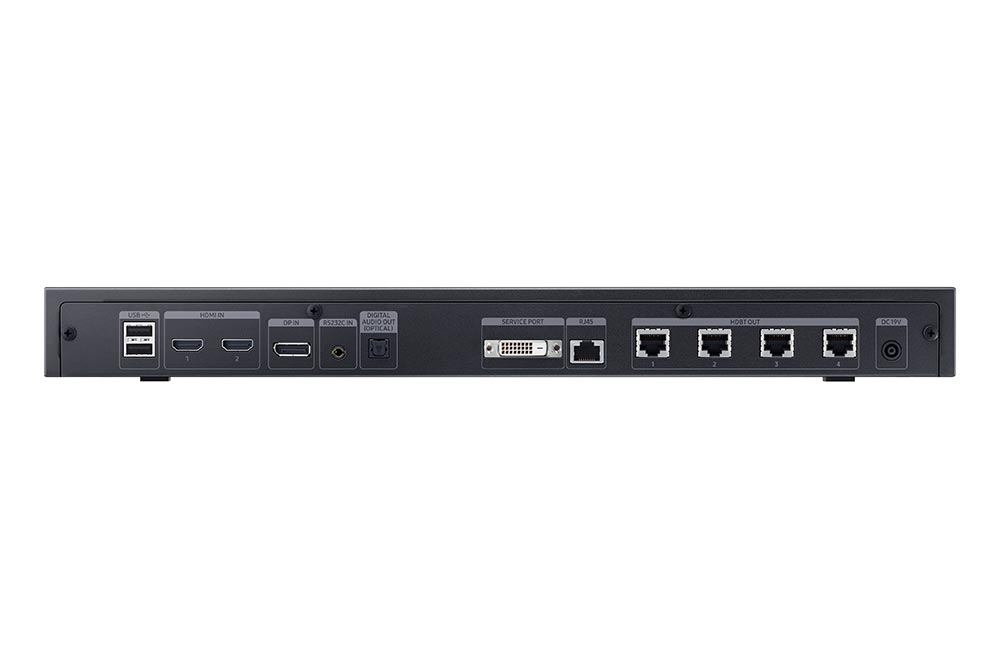 USB
HDMI IN
1
2
DP IN
RS232C IN
DIGITAL
AUDIO OUT
(OPTICAL)
SERVICE PORT
RJ45
HDBT OUT
1
2
3
4
DC 19V